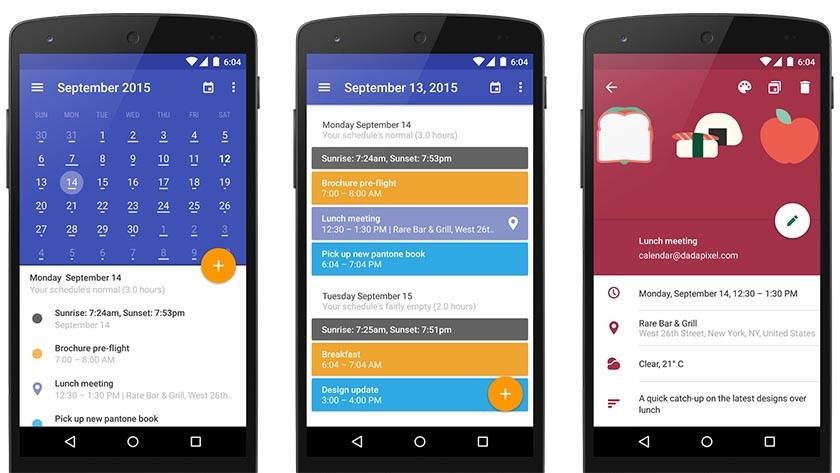 6:04
September 2015
SUN MON TUE WED THU FRI SAT
30 31 1 2 3 4 5
6 7 8 9 10 11 12
13 14 15 16 17 18 19
20 21 22 23 24 25 26
27 28 29 30 1 2 3
4 5 6 7 8 9
Monday September 14
Your schedule's normal (3.0 hours)
Sunrise: 7:24am, Sunset: 7:53pm
September 14
Brochure pre-flight
7:00 – 8:00 AM
Lunch meeting
12:30 – 1:30 PM | Rare Bar & Grill, West 26th..
Pick up new pantone book
6:04
September 13, 2015
Monday September 14
Your schedule's normal (3.0 hours)
Sunrise: 7:24am, Sunset: 7:53pm
Brochure pre-flight
7:00 – 8:00 AM
Lunch meeting
12:30 – 1:30 PM | Rare Bar & Grill, West 26t..
Pick up new pantone book
6:04 – 7:04 PM
Tuesday September 15
Your schedule's fairly empty (2.0 hours)
Sunrise: 7:25am, Sunset: 7:51pm
Breakfast
6:04 – 7:04 AM
Design update
3:00 – 4:00 PM
6:04
Lunch meeting
calendar@dadapixel.com
Monday, September 14, 12:30 – 1:30 PM
Rare Bar & Grill
West 26th Street, New York, NY, United States
Clear, 21° C
A quick catch-up on the latest designs over
lunch